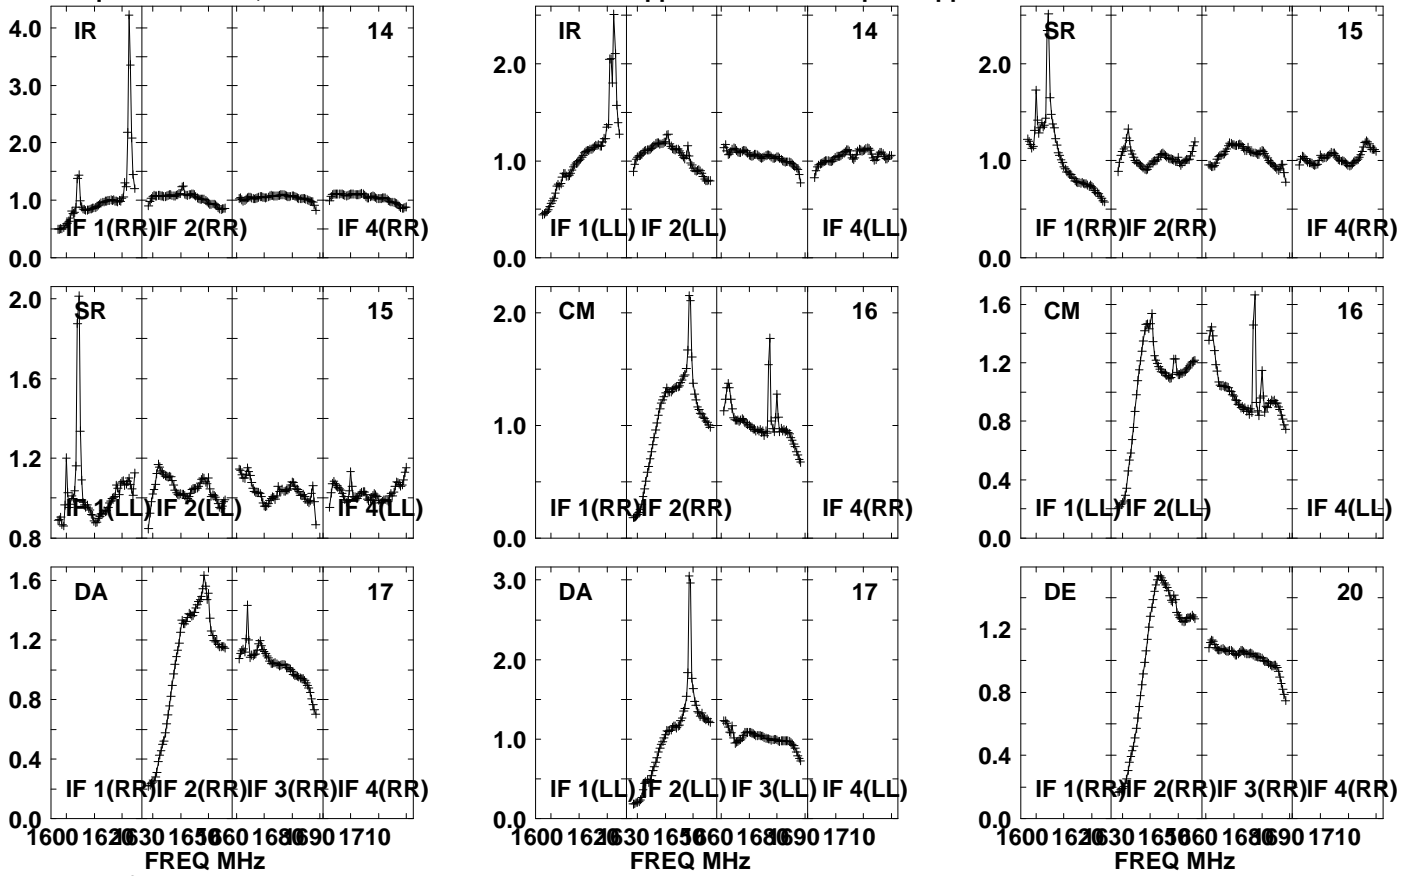 IR 14
4.0
3.0
2.0
1.0
0.0
IF 1(RR) IF 2(RR) IF 4(RR)
IR 14
2.0
1.0
0.0
IF 1(LL) IF 2(LL) IF 4(LL)
SR 15
2.0
1.0
0.0
IF 1(RR) IF 2(RR) IF 4(RR)
SR 15
2.0
1.6
1.2
0.8
IF 1(LL) IF 2(LL) IF 4(LL)
CM 16
2.0
1.0
0.0
IF 1(RR) IF 2(RR) IF 4(RR)
CM 16
1.6
1.2
0.8
0.4
0.0
IF 1(LL) IF 2(LL) IF 4(LL)
DA 17
1.6
1.2
0.8
0.4
0.0
IF 1(RR) IF 2(RR) IF 3(RR) IF 4(RR)
1600 1620 1630 1650 1660 1680 1690 1710
FREQ MHz
DA 17
3.0
2.0
1.0
0.0
IF 1(LL) IF 2(LL) IF 3(LL) IF 4(LL)
1600 1620 1630 1650 1660 1680 1690 1710
FREQ MHz
DE 20
1.2
0.8
0.4
0.0
IF 1(RR) IF 2(RR) IF 3(RR) IF 4(RR)
1600 1620 1630 1650 1660 1680 1690 1710
FREQ MHz